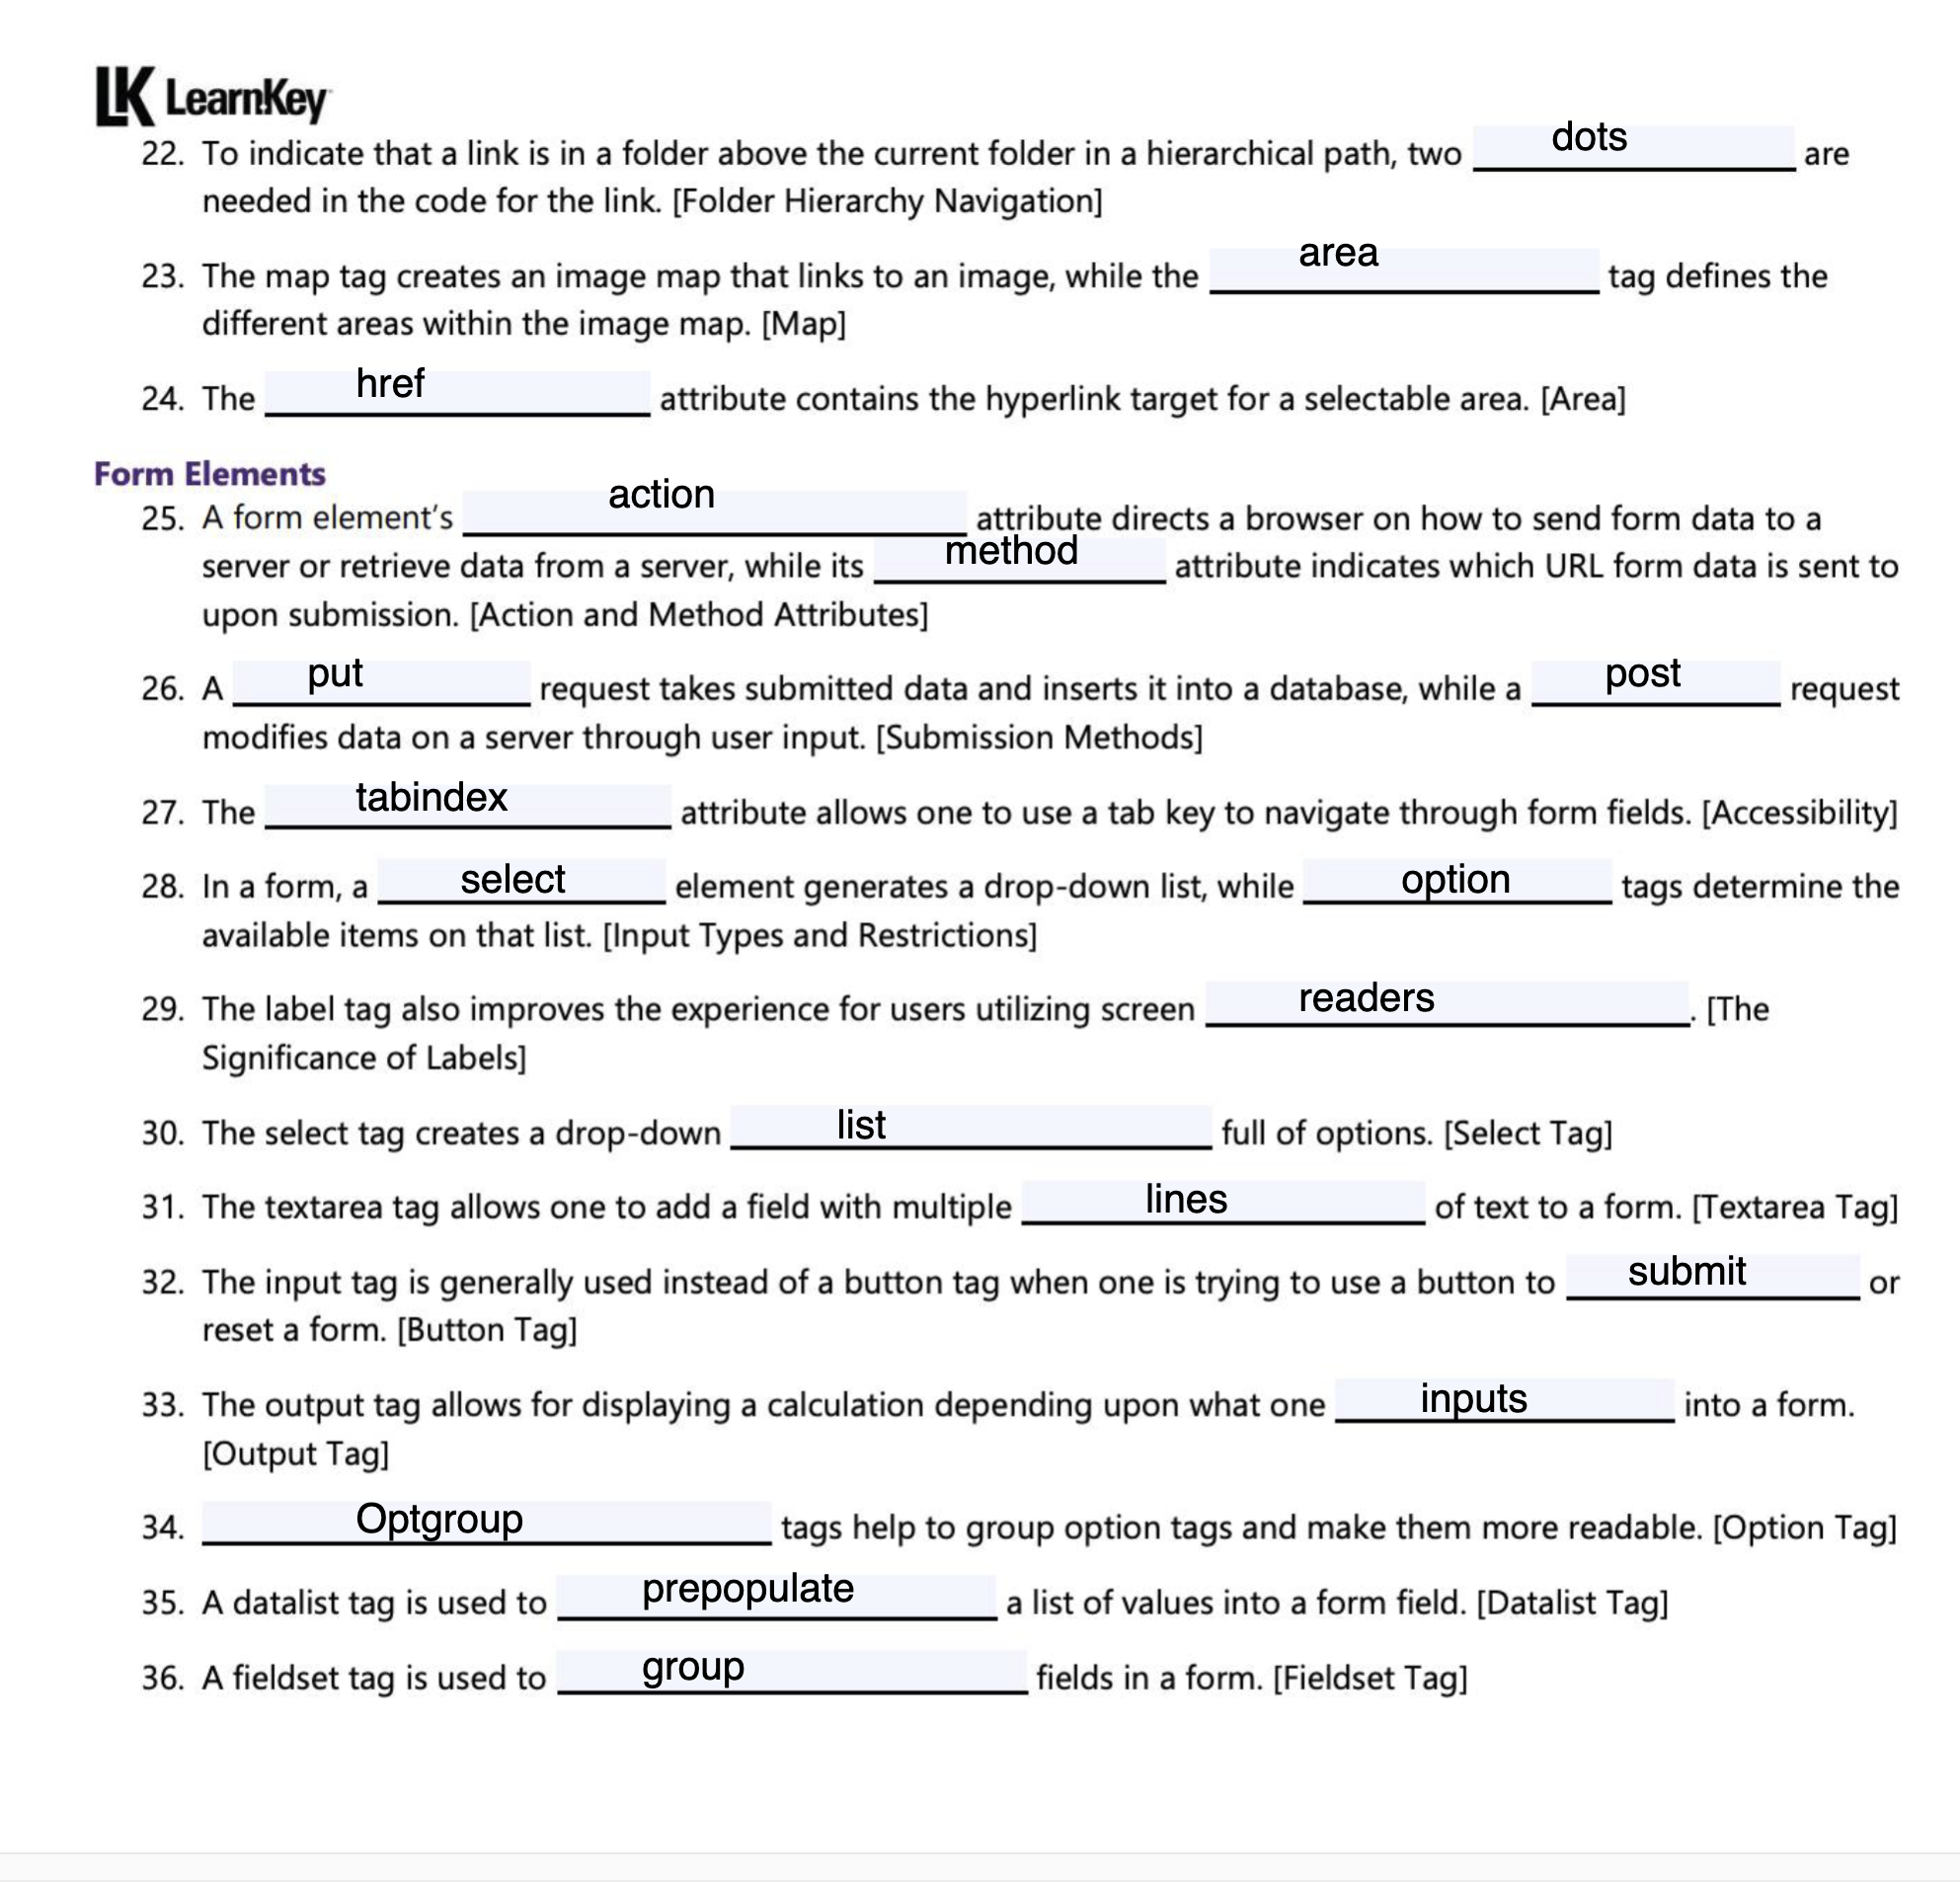 LK LearnKey
22. To indicate that a link is in a folder above the current folder in a hierarchical path, two dots are
needed in the code for the link. [Folder Hierarchy Navigation]
23. The map tag creates an image map that links to an image, while the area tag defines the
different areas within the image map. [Map]
24. The href attribute contains the hyperlink target for a selectable area. [Area]
Form Elements
25. A form element's action attribute directs a browser on how to send form data to a
server or retrieve data from a server, while its method attribute indicates which URL form data is sent to
upon submission. [Action and Method Attributes]
26. A put request takes submitted data and inserts it into a database, while a post request
modifies data on a server through user input. [Submission Methods]
27. The tabindex attribute allows one to use a tab key to navigate through form fields. [Accessibility]
28. In a form, a select element generates a drop-down list, while option tags determine the
available items on that list. [Input Types and Restrictions]
29. The label tag also improves the experience for users utilizing screen readers. [The
Significance of Labels]
30. The select tag creates a drop-down list full of options. [Select Tag]
31. The textarea tag allows one to add a field with multiple lines of text to a form. [Textarea Tag]
32. The input tag is generally used instead of a button tag when one is trying to use a button to submit or
reset a form. [Button Tag]
33. The output tag allows for displaying a calculation depending upon what one inputs into a form.
[Output Tag]
34. Optgroup tags help to group option tags and make them more readable. [Option Tag]
35. A datalist tag is used to prepopulate a list of values into a form field. [Datalist Tag]
36. A fieldset tag is used to group fields in a form. [Fieldset Tag]